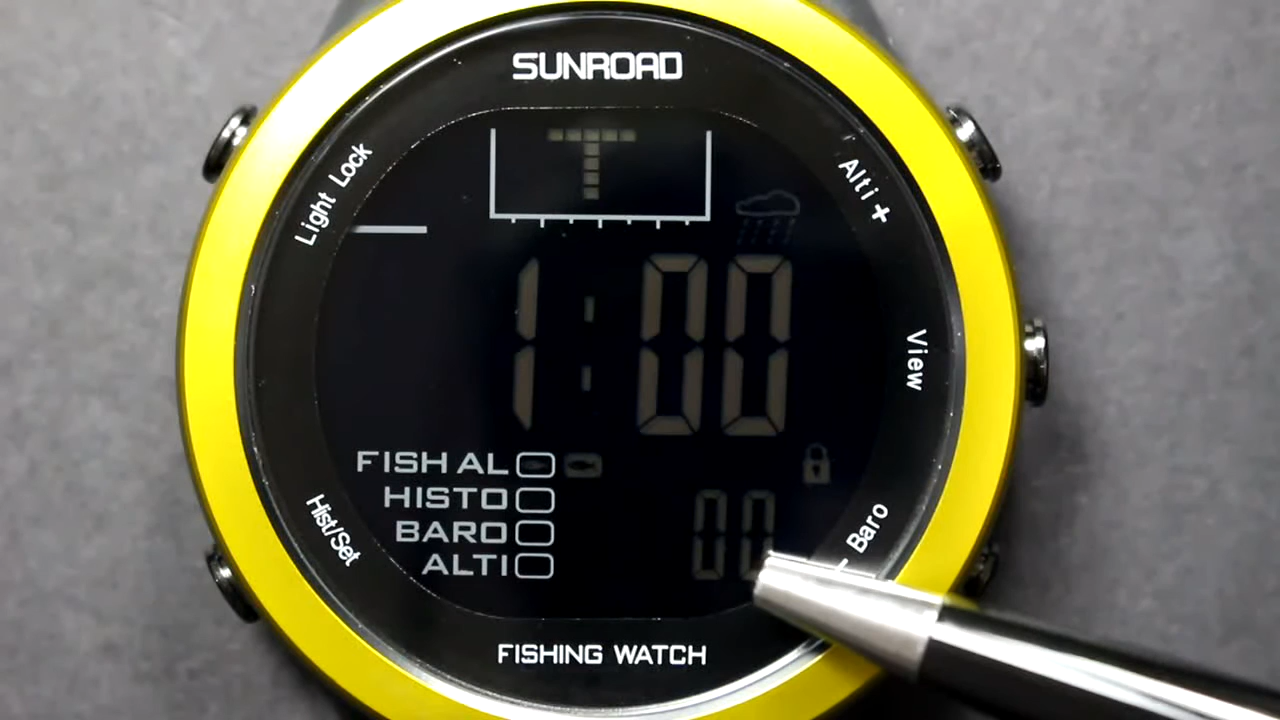 SUNROAD
T
Light Lock
Alti +
1:00
View
FISH AL
HISTO
BARO
ALTI
00
Hist/Set
- Baro
FISHING WATCH